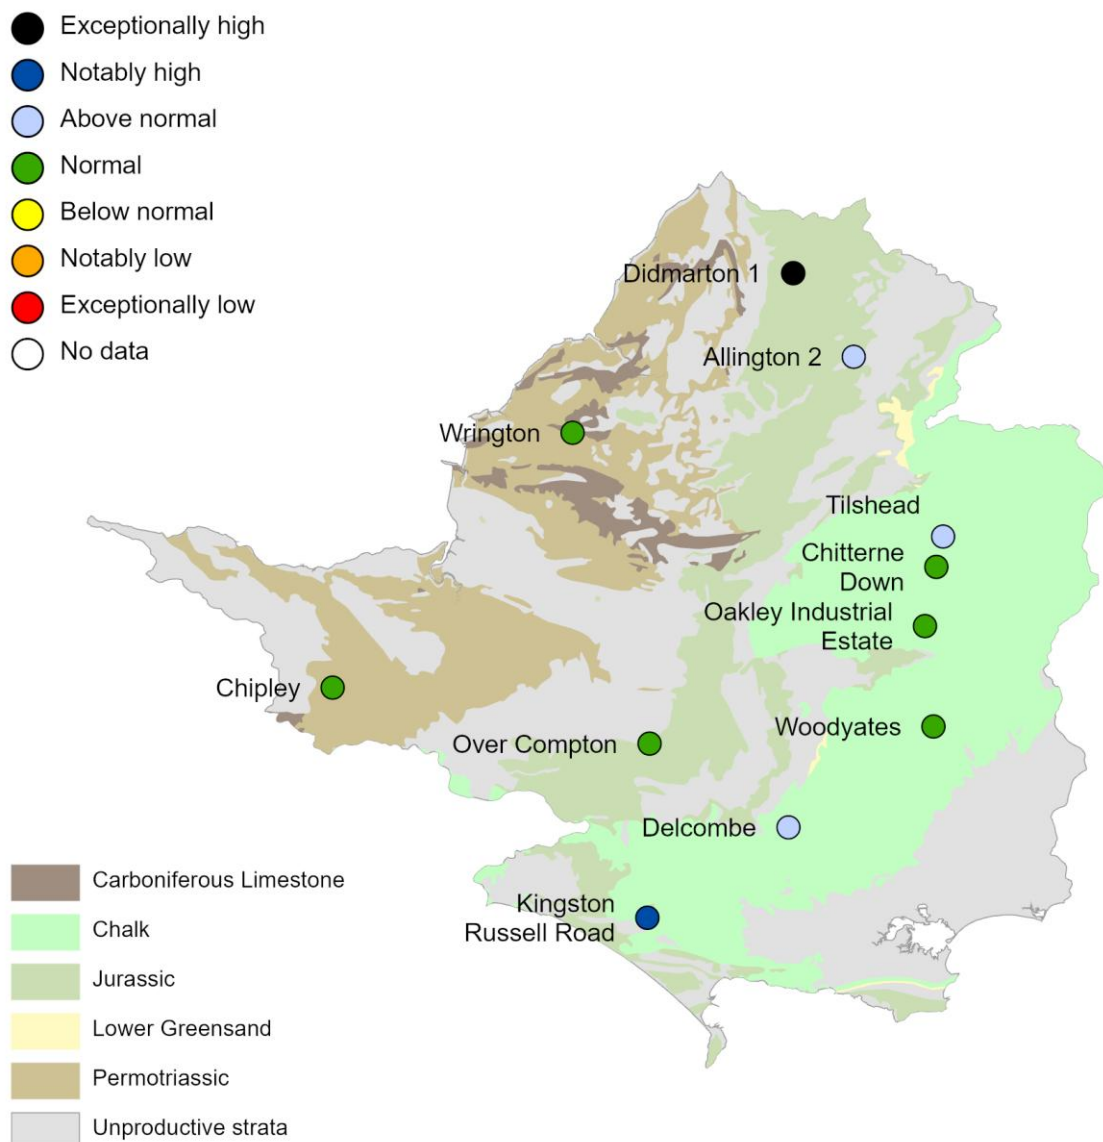 Exceptionally high
Notably high
Above normal
Normal
Below normal
Notably low
Exceptionally low
No data
Didmarton 1
Allington 2
Wrington
Tilshead
Chitterne
Down
Oakley Industrial
Estate
Chipley
Woodyates
Over Compton
Delcombe
Kingston
Russell Road
Carboniferous Limestone
Chalk
Jurassic
Lower Greensand
Permotriassic
Unproductive strata